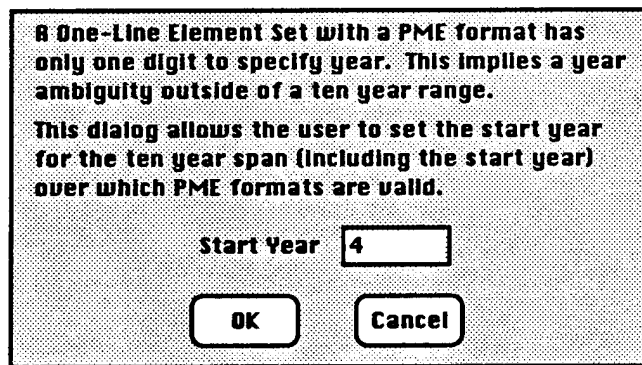 A One-Line Element Set with a PME format has
only one digit to specify year. This implies a year
ambiguity outside of a ten year range.
This dialog allows the user to set the start year
for the ten year span (including the start year)
over which PME formats are valid.
Start Year 4
OK Cancel